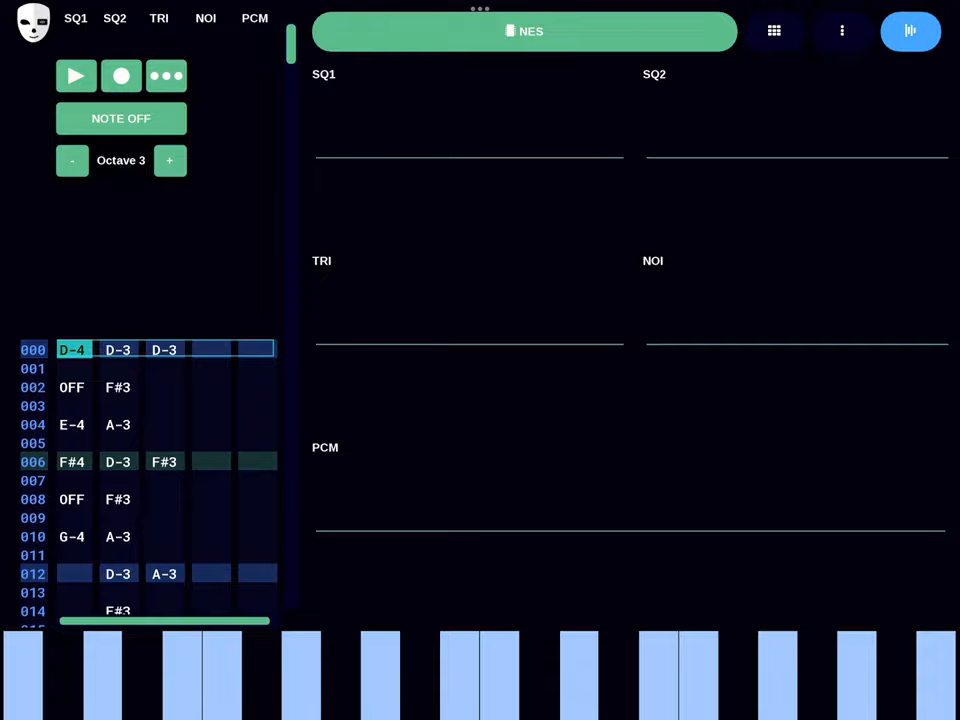 SQ1 SQ2 TRI NOI PCM
NES
SQ1 SQ2
NOTE OFF
- Octave 3 +
TRI NOI
000 D-4 D-3 D-3
001
002 OFF F#3
003
004 E-4 A-3
005
006 F#4 D-3 F#3
007
008 OFF F#3
009
010 G-4 A-3
011
012 D-3 A-3
013
014 F#3
PCM